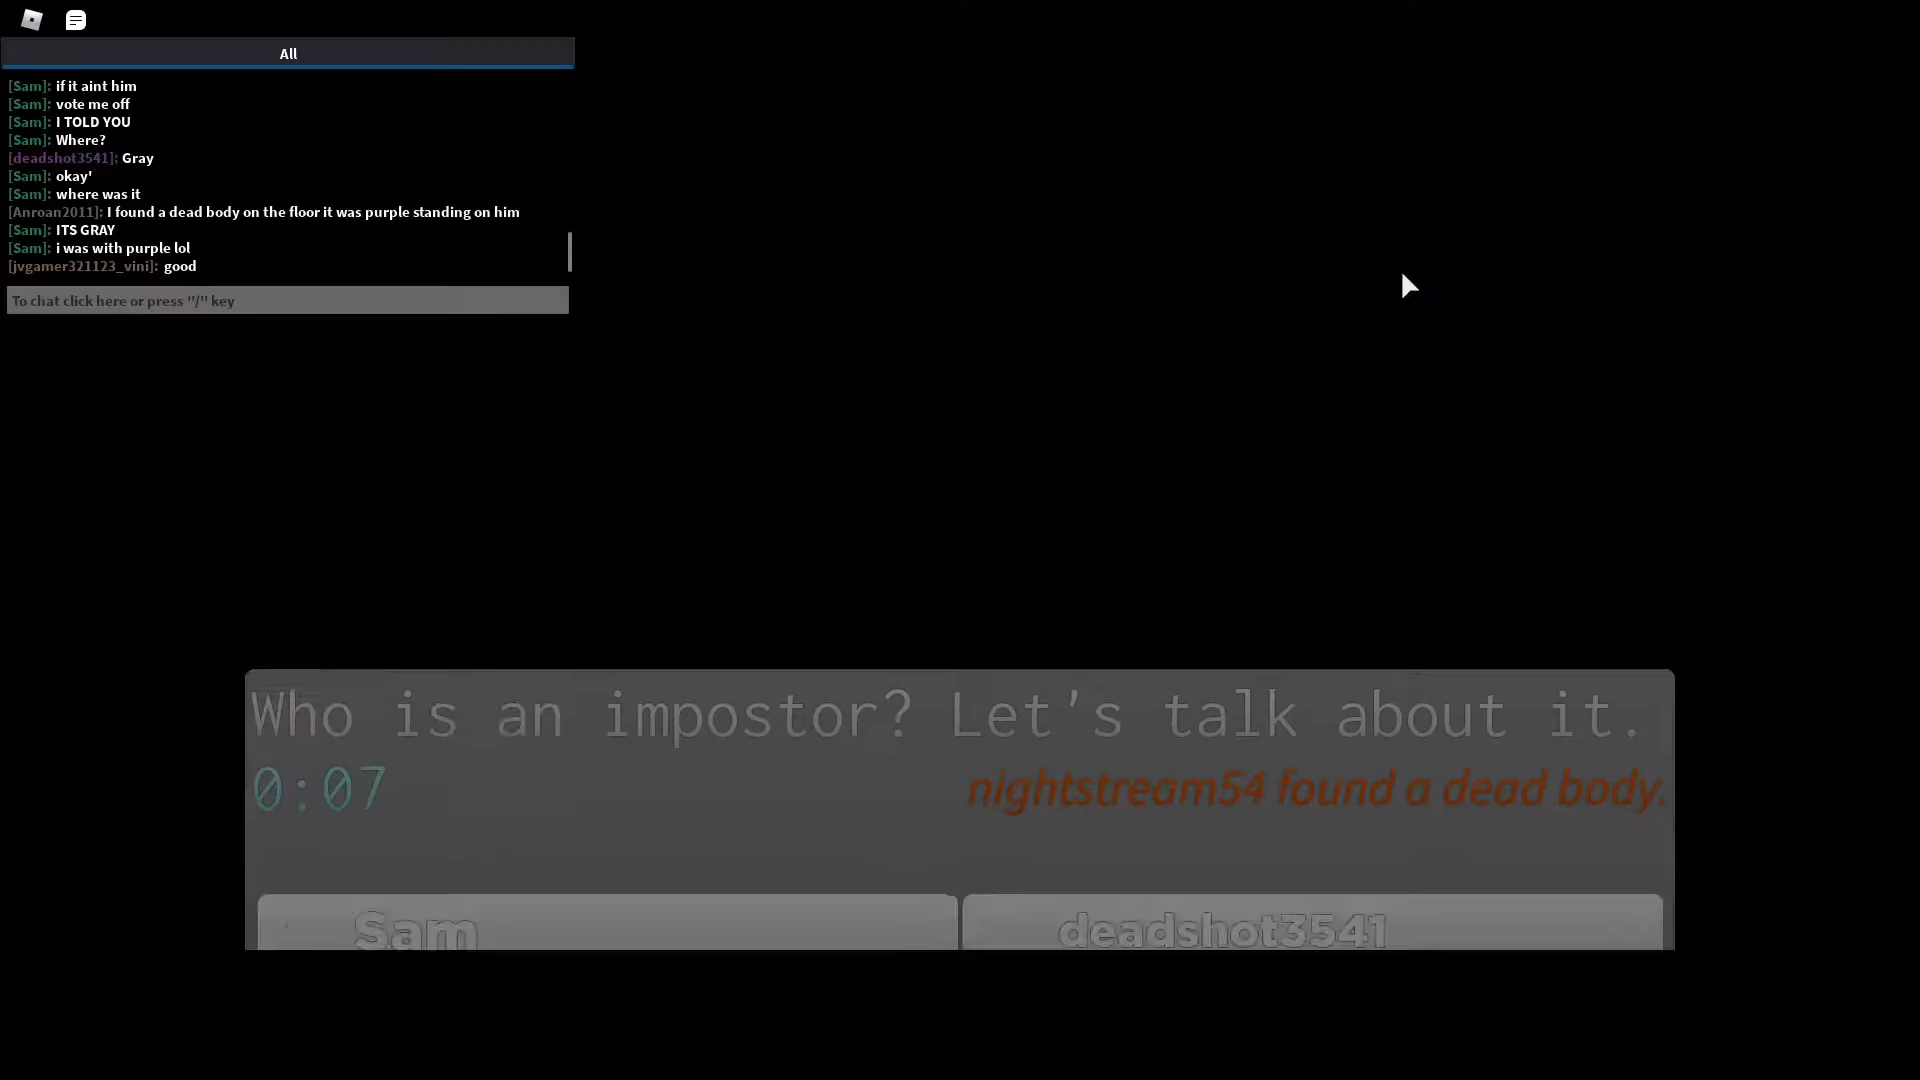 All
[Sam]: if it aint him
[Sam]: vote me off
[Sam]: I TOLD YOU
[Sam]: Where?
[deadshot3541]: Gray
[Sam]: okay'
[Sam]: where was it
[Anroan2011]: I found a dead body on the floor it was purple standing on him
[Sam]: ITS GRAY
[Sam]: i was with purple lol
[jvgamer321123_vini]: good
To chat click here or press "/" key
Who is an impostor? Let's talk about it.
0:07 nightstream54 found a dead body.
Sam deadshot3541